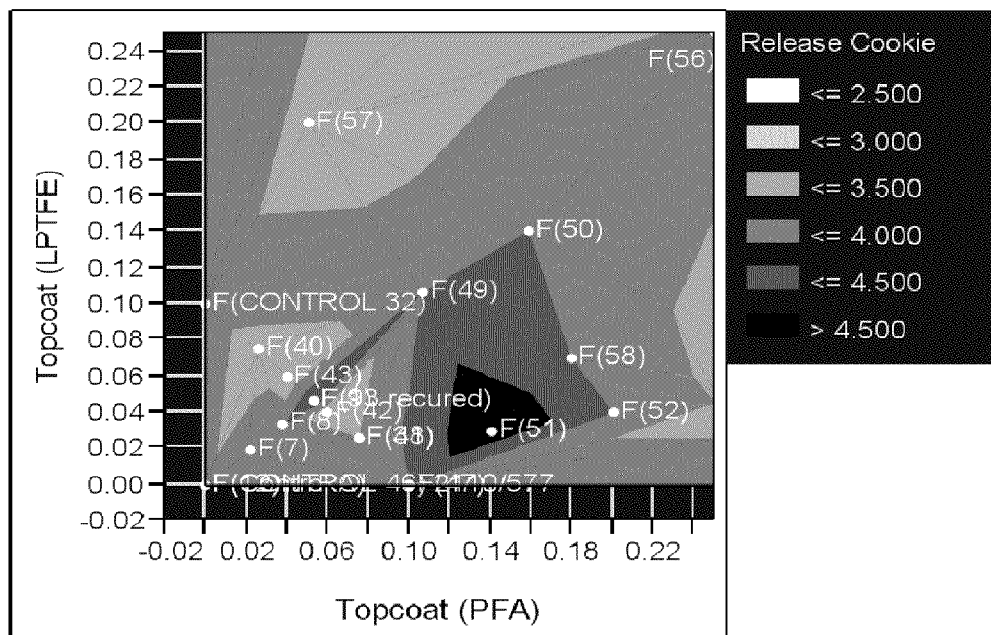 Release Cookie
<= 2.500
<= 3.000
<= 3.500
<= 4.000
<= 4.500
> 4.500
Topcoat (LPTFE)
0.24
0.22
0.20
0.18
0.16
0.14
0.12
0.10
0.08
0.06
0.04
0.02
0.00
-0.02
F(56)
F(57)
F(50)
F(49)
F(CONTROL 32)
F(40)
F(58)
F(43)
recured)
F(42)
F(52)
F(8)
F(51)
F(7)
-0.02 0.02 0.06 0.10 0.14 0.18 0.22
Topcoat (PFA)